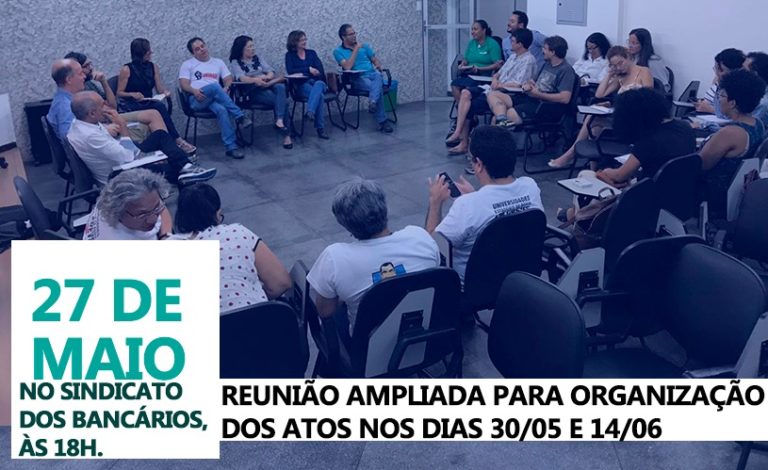 27 DE
MAIO
NO SINDICATO
DOS BANCÁRIOS,
ÀS 18H.
REUNIÃO AMPLIADA PARA ORGANIZAÇÃO
DOS ATOS NOS DIAS 30/05 E 14/06
UNIVERSIDADES